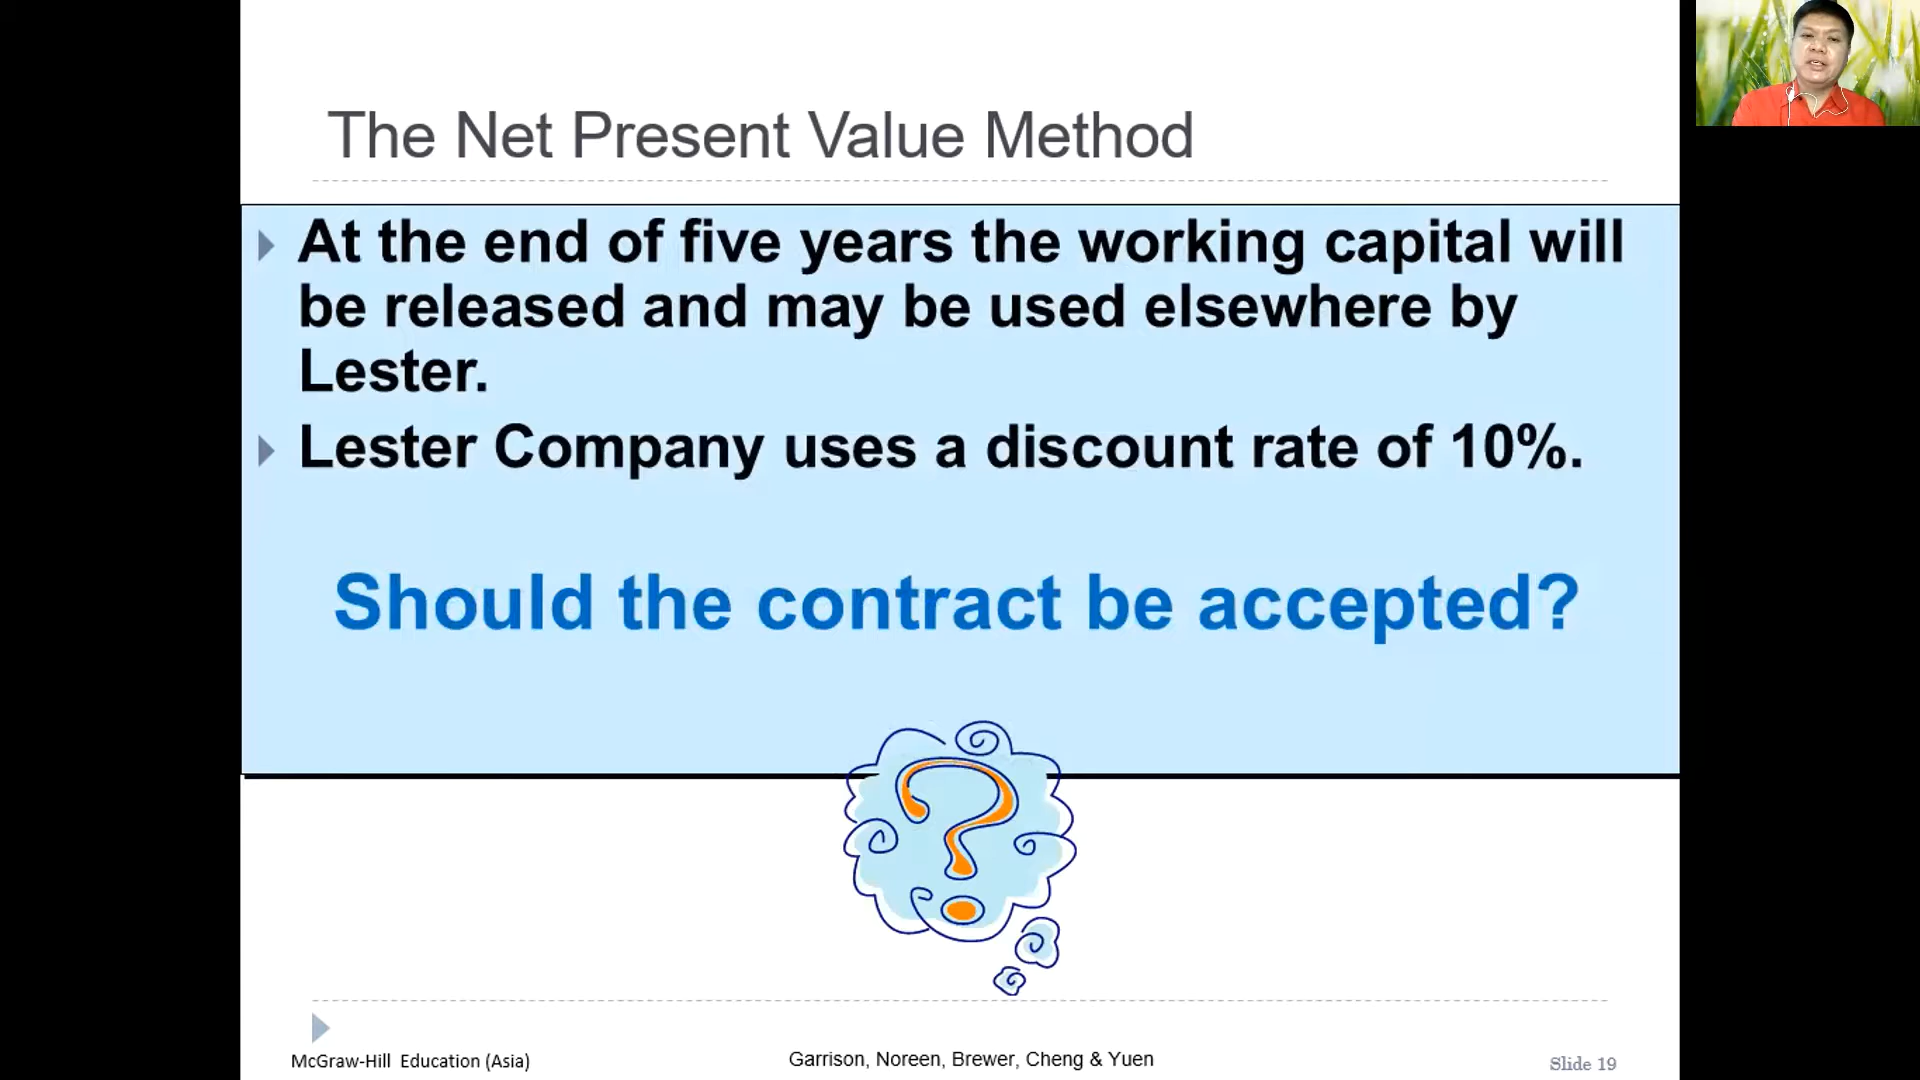 The Net Present Value Method
At the end of five years the working capital will
be released and may be used elsewhere by
Lester.
Lester Company uses a discount rate of 10%.
Should the contract be accepted?
?
McGraw-Hill Education (Asia)
Garrison, Noreen, Brewer, Cheng & Yuen
Slide 19